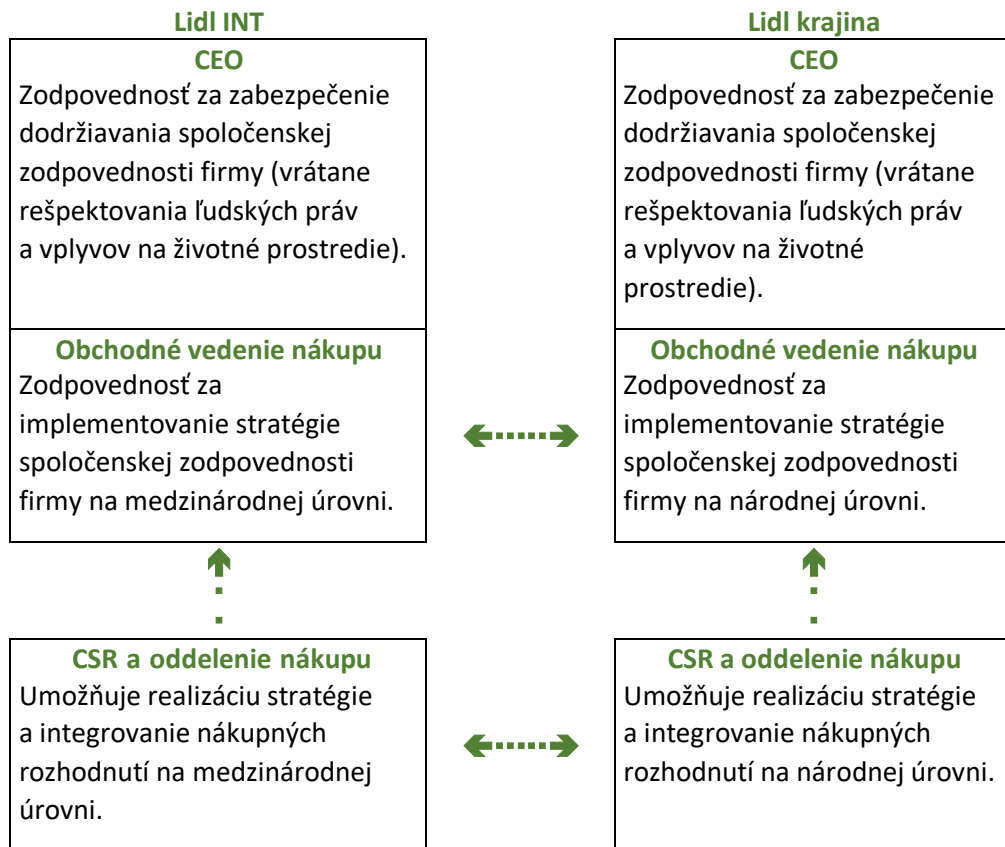 Lidl INT
CEO
Zodpovednosť za zabezpečenie
dodržiavania spoločenskej
zodpovednosti firmy (vrátane
rešpektovania ľudských práv
a vplyvov na životné prostredie).
Obchodné vedenie nákupu
Zodpovednosť za
implementovanie stratégie
spoločenskej zodpovednosti
firmy na medzinárodnej úrovni.
CSR a oddelenie nákupu
Umožňuje realizáciu stratégie
a integrovanie nákupných
rozhodnutí na medzinárodnej
úrovni.
Lidl krajina
CEO
Zodpovednosť za zabezpečenie
dodržiavania spoločenskej
zodpovednosti firmy (vrátane
rešpektovania ľudských práv
a vplyvov na životné
prostredie).
Obchodné vedenie nákupu
Zodpovednosť za
implementovanie stratégie
spoločenskej zodpovednosti
firmy na národnej úrovni.
CSR a oddelenie nákupu
Umožňuje realizáciu stratégie
a integrovanie nákupných
rozhodnutí na národnej úrovni.